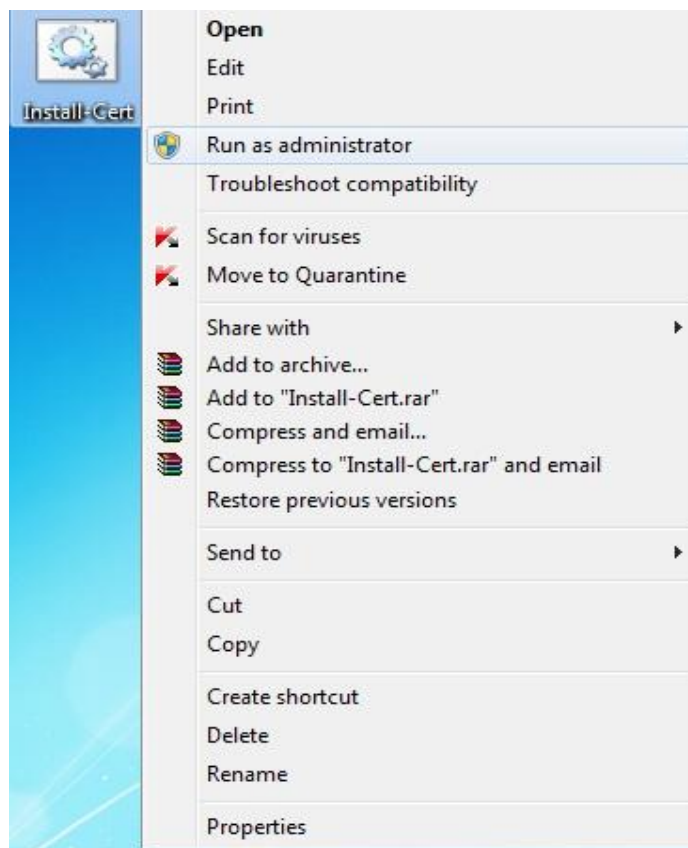 Install-Cert
Open
Edit
Print
Run as administrator
Troubleshoot compatibility
Scan for viruses
Move to Quarantine
Share with
Add to archive...
Add to "Install-Cert.rar"
Compress and email...
Compress to "Install-Cert.rar" and email
Restore previous versions
Send to
Cut
Copy
Create shortcut
Delete
Rename
Properties